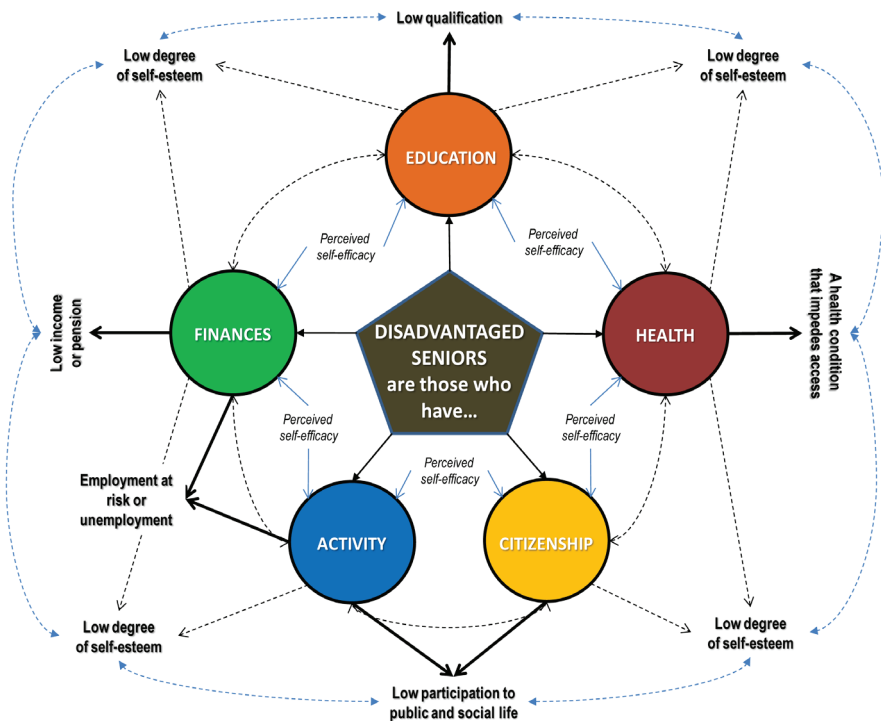 Low qualification
Low degree
of self-esteem
Low degree
of self-esteem
EDUCATION
Perceived
self-efficacy
Perceived
self-efficacy
Low income
or pension
FINANCES
DISADVANTAGED
SENIORS
are those who
have...
HEALTH
A health condition
that impedes access
Perceived
self-efficacy
Perceived
self-efficacy
Perceived
self-efficacy
Employment at
risk or
unemployment
ACTIVITY
CITIZENSHIP
Low degree
of self-esteem
Low degree
of self-esteem
Low participation to
public and social life